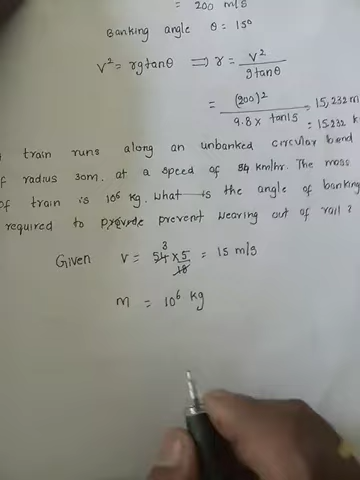 = 200 m/s
Banking angle θ = 15°
V² = rg tanθ ⟹ r = V² / g tanθ
= (200)² / 9.8 × tan15 = 15,232 m
= 15.232 k
train runs along an unbanked circular bend
of radius 30m. at a speed of 54 km/hr. The mass
of train is 10⁶ kg. What is the angle of banking
required to prevent wearing out of rail?
Given V = 54 × 5 / 18 = 15 m/s
3
m = 10⁶ kg